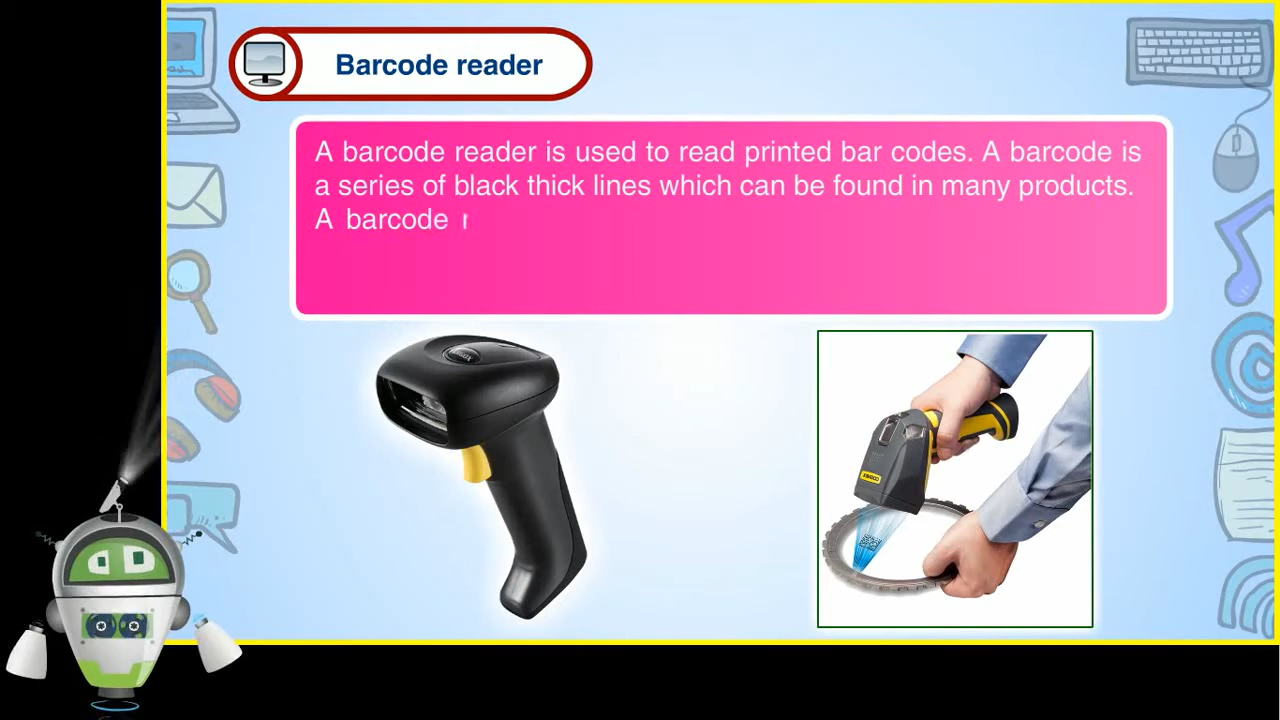 Barcode reader
A barcode reader is used to read printed bar codes. A barcode is
a series of black thick lines which can be found in many products.
A barcode r
COGNEX